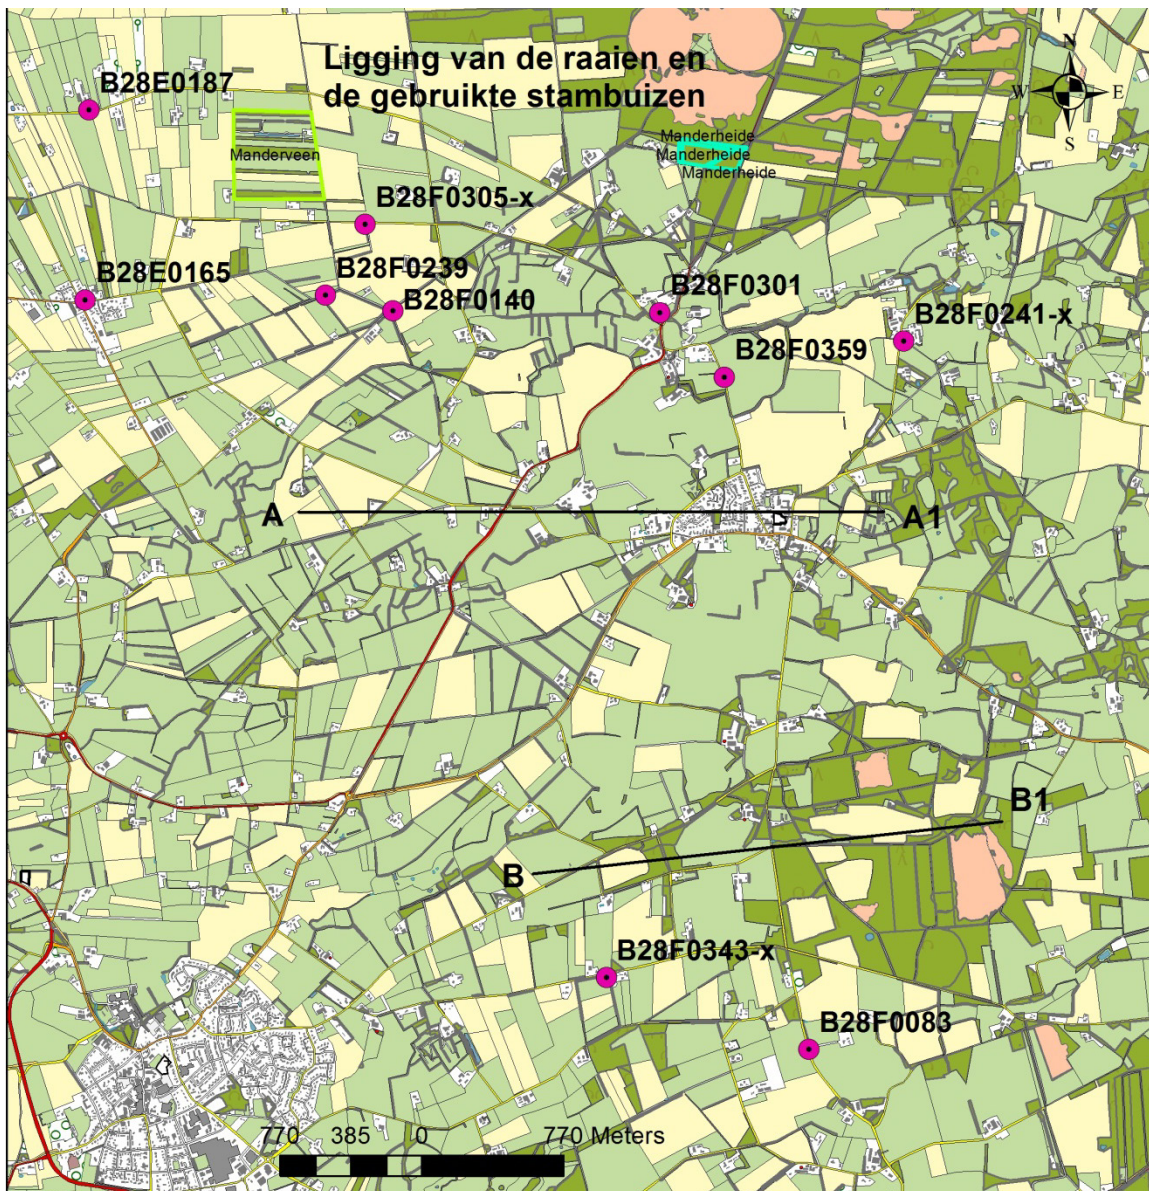 Ligging van de raaien en
de gebruikte stambuizen
N
W E
S
B28E0187
Manderveen
Manderheide
Manderheide
Manderheide
B28F0305-x
B28E0165
B28F0239
B28F0140
B28F0301
B28F0241-x
B28F0359
A
A1
B1
B
B28F0343-x
B28F0083
770 385 0 770 Meters